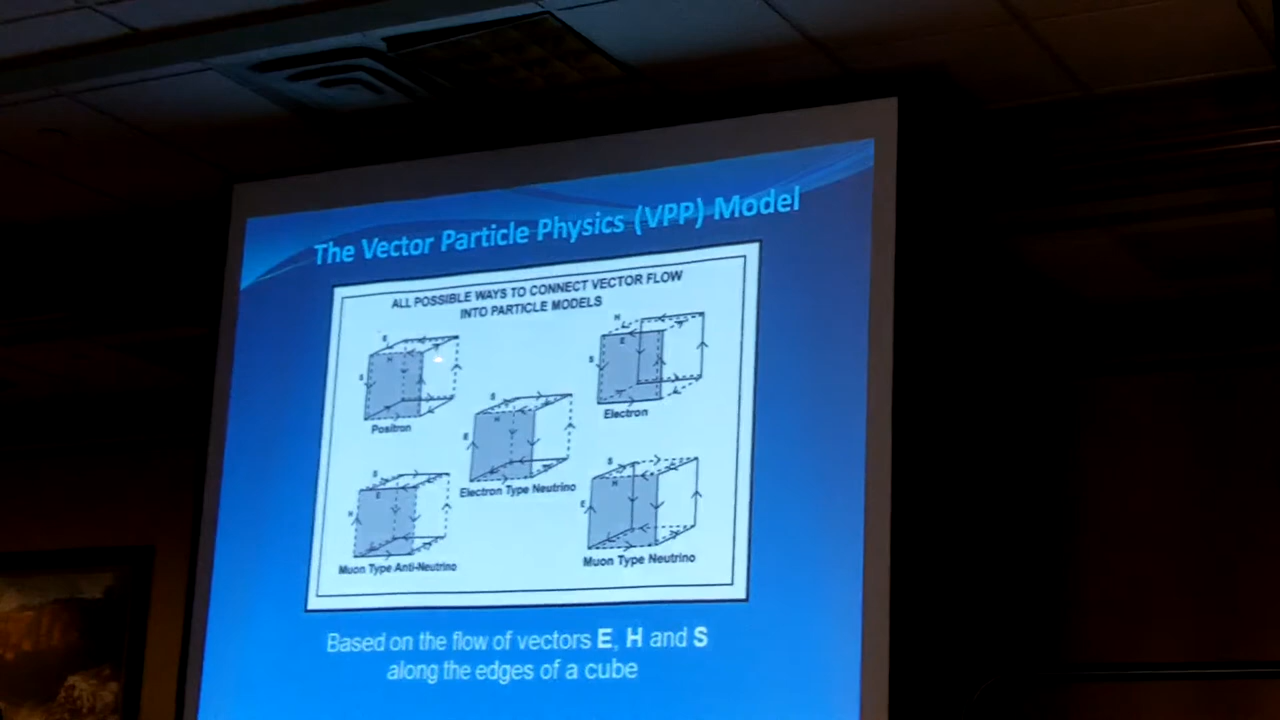 The Vector Particle Physics (VPP) Model
ALL POSSIBLE WAYS TO CONNECT VECTOR FLOW
INTO PARTICLE MODELS
E
H
S
Positron
H
E
S
Electron
S
H
E
Electron Type Neutrino
S
E
H
Muon Type Anti-Neutrino
S
H
E
Muon Type Neutrino
Based on the flow of vectors E, H and S
along the edges of a cube